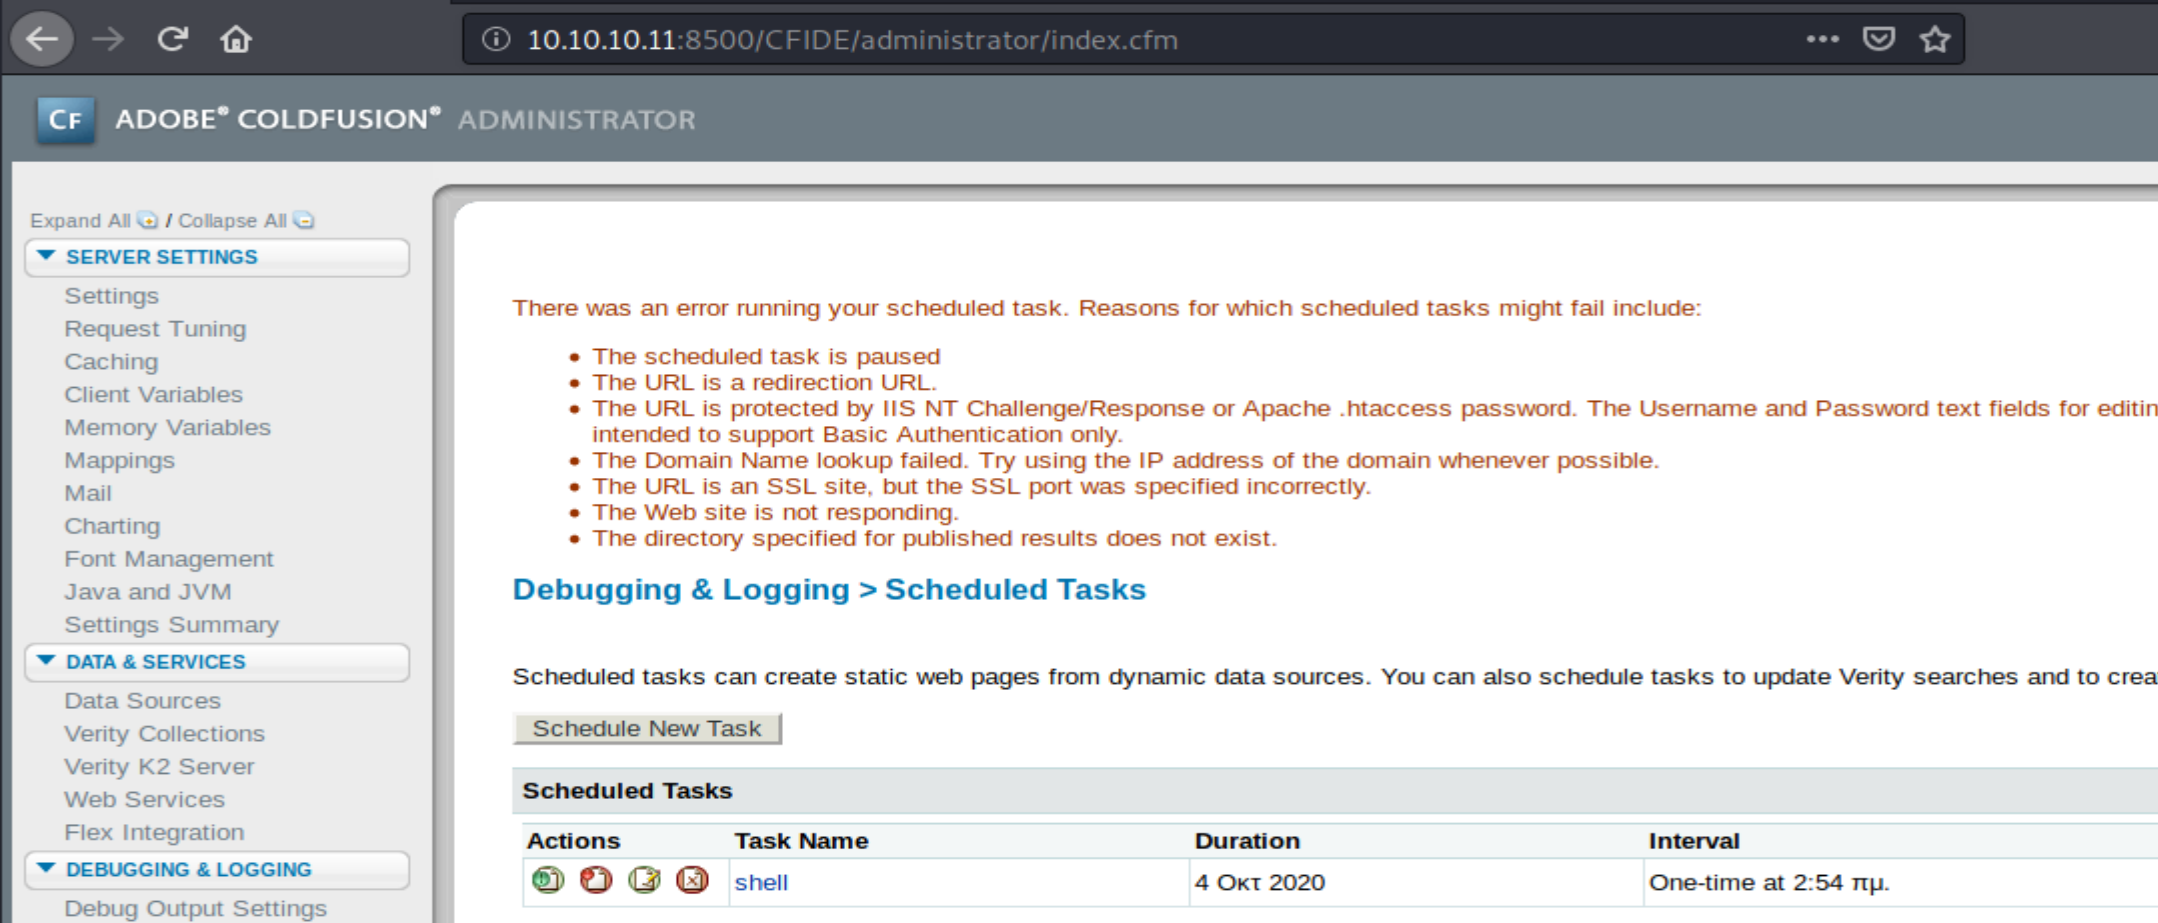 10.10.10.11:8500/CFIDE/administrator/index.cfm
CF ADOBE® COLDFUSION® ADMINISTRATOR
Expand All / Collapse All
SERVER SETTINGS
Settings
Request Tuning
Caching
Client Variables
Memory Variables
Mappings
Mail
Charting
Font Management
Java and JVM
Settings Summary
DATA & SERVICES
Data Sources
Verity Collections
Verity K2 Server
Web Services
Flex Integration
DEBUGGING & LOGGING
Debug Output Settings
There was an error running your scheduled task. Reasons for which scheduled tasks might fail include:
• The scheduled task is paused
• The URL is a redirection URL.
• The URL is protected by IIS NT Challenge/Response or Apache .htaccess password. The Username and Password text fields for editin
intended to support Basic Authentication only.
• The Domain Name lookup failed. Try using the IP address of the domain whenever possible.
• The URL is an SSL site, but the SSL port was specified incorrectly.
• The Web site is not responding.
• The directory specified for published results does not exist.
Debugging & Logging > Scheduled Tasks
Scheduled tasks can create static web pages from dynamic data sources. You can also schedule tasks to update Verity searches and to crea
Schedule New Task
Scheduled Tasks
Actions Task Name Duration Interval
shell 4 Οκτ 2020 One-time at 2:54 πμ.